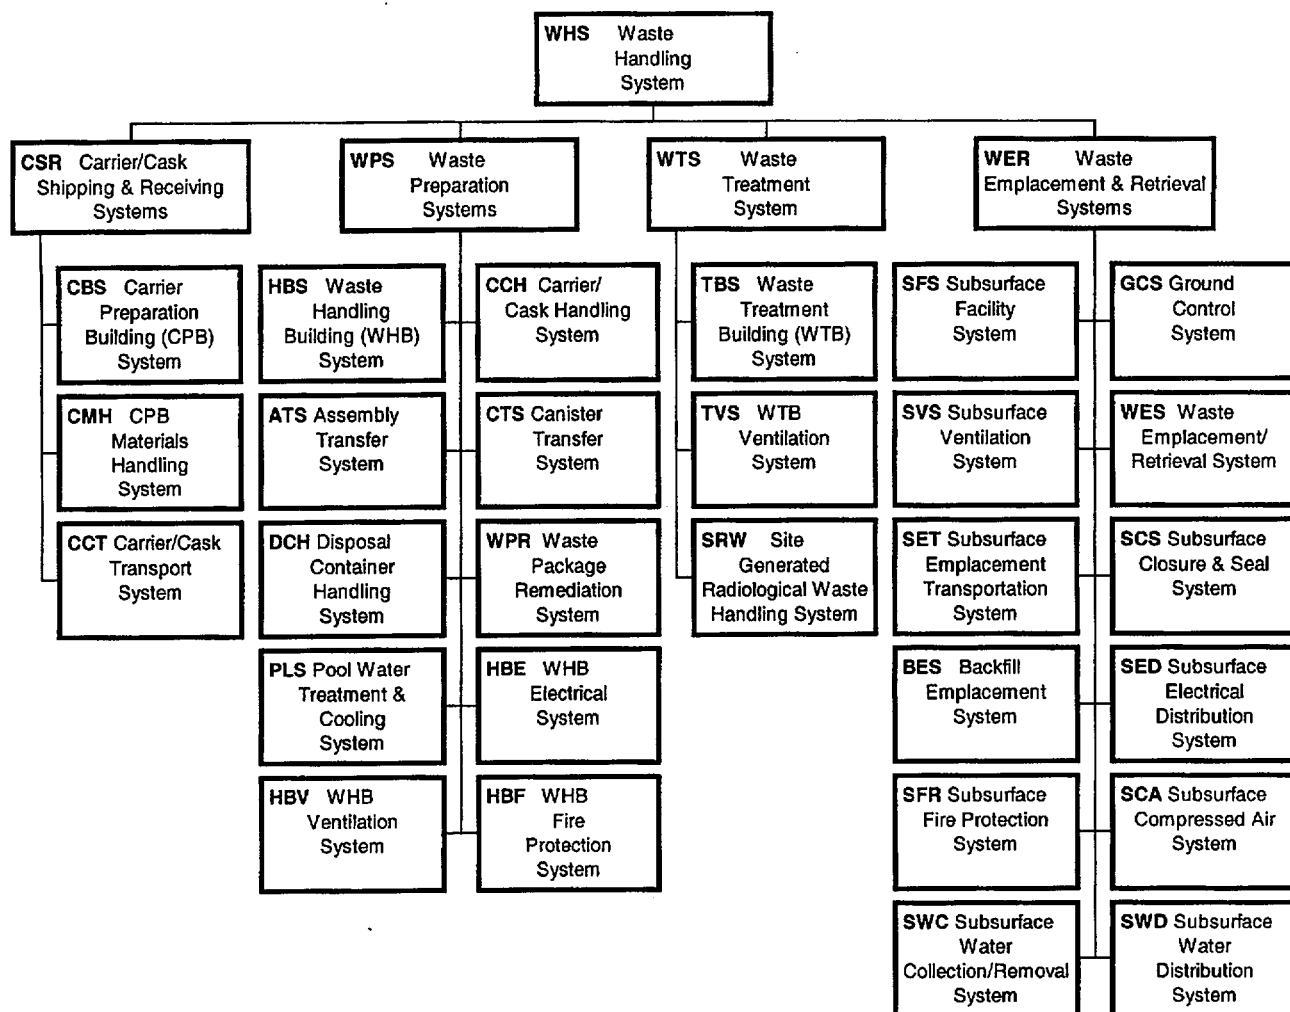 WHS Waste
Handling
System
CSR Carrier/Cask
Shipping & Receiving
Systems
WPS Waste
Preparation
Systems
WTS Waste
Treatment
System
WER Waste
Emplacement & Retrieval
Systems
CBS Carrier
Preparation
Building (CPB)
System
HBS Waste
Handling
Building (WHB)
System
CCH Carrier/
Cask Handling
System
TBS Waste
Treatment
Building (WTB)
System
SFS Subsurface
Facility
System
GCS Ground
Control
System
CMH CPB
Materials
Handling
System
ATS Assembly
Transfer
System
CTS Canister
Transfer
System
TVS WTB
Ventilation
System
SVS Subsurface
Ventilation
System
WES Waste
Emplacement/
Retrieval System
CCT Carrier/Cask
Transport
System
DCH Disposal
Container
Handling
System
WPR Waste
Package
Remediation
System
SRW Site
Generated
Radiological Waste
Handling System
SET Subsurface
Emplacement
Transportation
System
SCS Subsurface
Closure & Seal
System
PLS Pool Water
Treatment &
Cooling
System
HBE WHB
Electrical
System
BES Backfill
Emplacement
System
SED Subsurface
Electrical
Distribution
System
HBV WHB
Ventilation
System
HBF WHB
Fire
Protection
System
SFR Subsurface
Fire Protection
System
SCA Subsurface
Compressed Air
System
SWC Subsurface
Water
Collection/Removal
System
SWD Subsurface
Water
Distribution
System